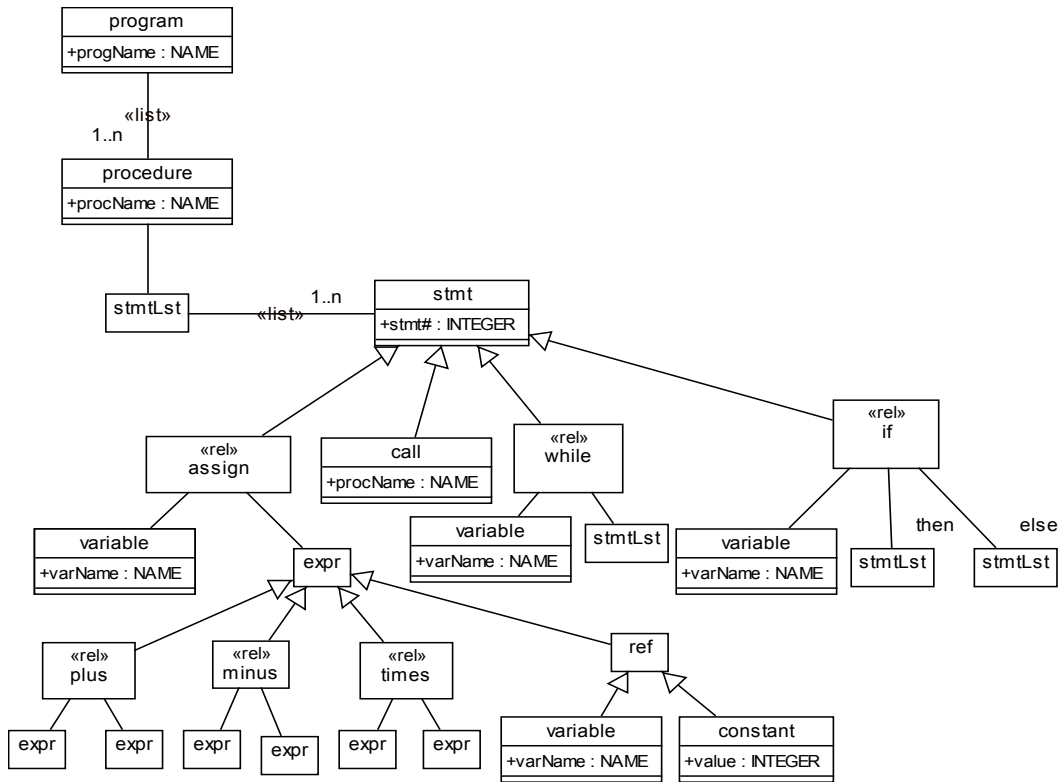 program
+progName : NAME
«list»
1..n
procedure
+procName : NAME
stmtLst
«list»
1..n
stmt
+stmt# : INTEGER
«rel»
assign
call
+procName : NAME
«rel»
while
«rel»
if
variable
+varName : NAME
expr
variable
+varName : NAME
stmtLst
variable
+varName : NAME
then
stmtLst
else
stmtLst
«rel»
plus
«rel»
minus
«rel»
times
ref
expr
expr
expr
expr
expr
expr
variable
+varName : NAME
constant
+value : INTEGER